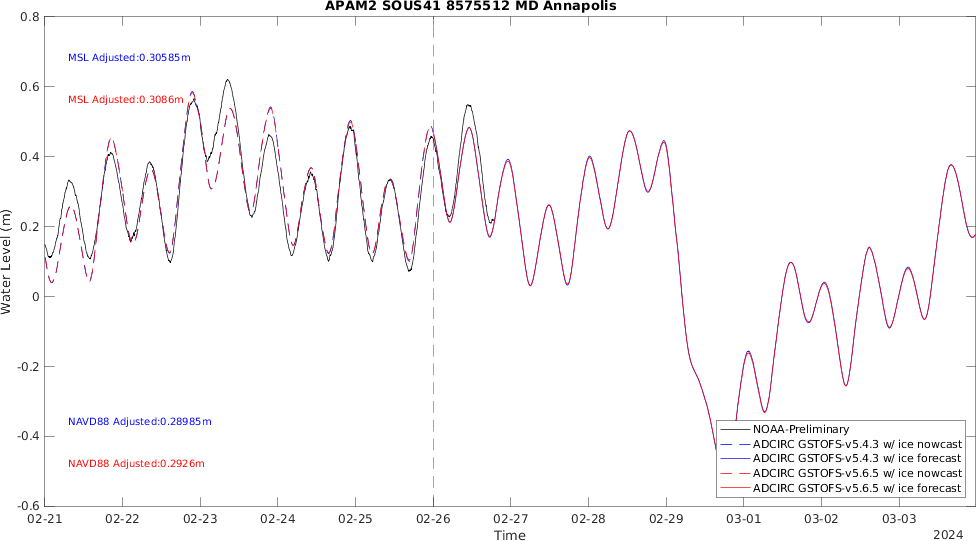 APAM2 SOUS41 8575512 MD Annapolis
0.8
0.6
0.4
0.2
0
-0.2
-0.4
-0.6
Water Level (m)
MSL Adjusted:0.30585m
MSL Adjusted:0.3086m
NAVD88 Adjusted:0.28985m
NAVD88 Adjusted:0.2926m
NOAA-Preliminary
ADCIRC GSTOFS-v5.4.3 w/ ice nowcast
ADCIRC GSTOFS-v5.4.3 w/ ice forecast
ADCIRC GSTOFS-v5.6.5 w/ ice nowcast
ADCIRC GSTOFS-v5.6.5 w/ ice forecast
02-21 02-22 02-23 02-24 02-25 02-26 02-27 02-28 02-29 03-01 03-02 03-03
Time
2024